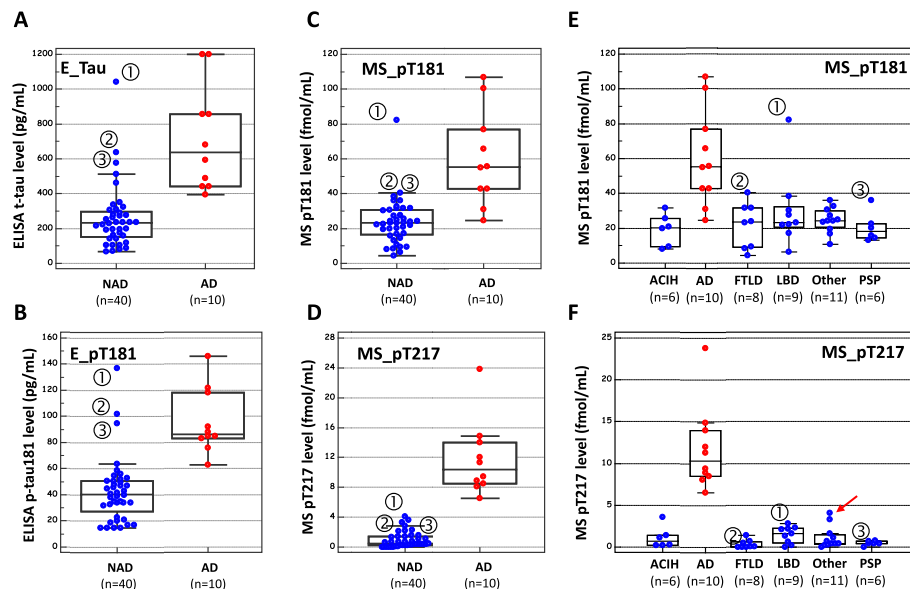 A
E_Tau
①
②
③
ELISA t-tau level (pg/mL)
1200
1000
800
600
400
200
0
NAD
(n=40)
AD
(n=10)
C
MS_pT181
①
②
③
MS pT181 level (fmol/mL)
120
100
80
60
40
20
0
NAD
(n=40)
AD
(n=10)
E
MS_pT181
①
②
③
MS pT181 level (fmol/mL)
120
100
80
60
40
20
0
ACIH
(n=6)
AD
(n=10)
FTLD
(n=8)
LBD
(n=9)
Other
(n=11)
PSP
(n=6)
B
E_pT181
①
②
③
ELISA p-tau181 level (pg/mL)
160
140
120
100
80
60
40
20
0
NAD
(n=40)
AD
(n=10)
D
MS_pT217
①
②
③
MS pT217 level (fmol/mL)
28
24
20
16
12
8
4
0
NAD
(n=40)
AD
(n=10)
F
MS_pT217
①
②
③
MS pT217 level (fmol/mL)
25
20
15
10
5
0
ACIH
(n=6)
AD
(n=10)
FTLD
(n=8)
LBD
(n=9)
Other
(n=11)
PSP
(n=6)